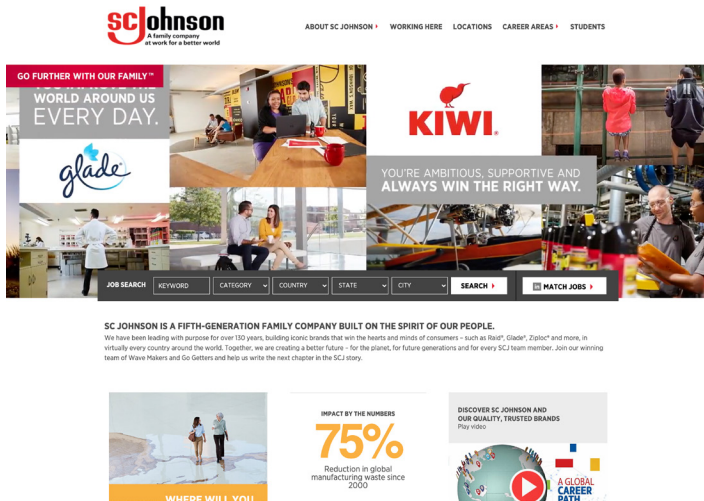 SC Johnson
A family company
at work for a better world
ABOUT SC JOHNSON
WORKING HERE
LOCATIONS
CAREER AREAS
STUDENTS
GO FURTHER WITH OUR FAMILY™
WORLD AROUND US
EVERY DAY.
glade
KIWI
YOU'RE AMBITIOUS, SUPPORTIVE AND
ALWAYS WIN THE RIGHT WAY.
JOB SEARCH
KEYWORD
CATEGORY
COUNTRY
STATE
CITY
SEARCH
in MATCH JOBS
SC JOHNSON IS A FIFTH-GENERATION FAMILY COMPANY BUILT ON THE SPIRIT OF OUR PEOPLE.
We have been leading with purpose for over 130 years, building iconic brands that win the hearts and minds of consumers – such as Raid®, Glade®, Ziploc® and more, in
virtually every country around the world. Together, we are creating a better future – for the planet, for future generations and for every SCJ team member. Join our winning
team of Wave Makers and Go Getters and help us write the next chapter in the SCJ story.
WHERE WILL YOU
IMPACT BY THE NUMBERS
75%
Reduction in global
manufacturing waste since
2000
DISCOVER SC JOHNSON AND
OUR QUALITY, TRUSTED BRANDS
Play video
A GLOBAL
CAREER
PATH